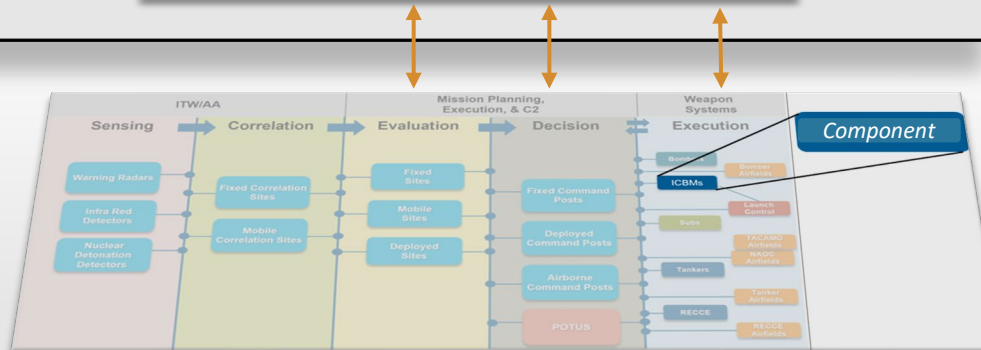 ITW/AA
Mission Planning,
Execution, & C2
Weapon
Systems
Sensing
Correlation
Evaluation
Decision
Execution
Component
Warning Radars
Infra Red
Detectors
Nuclear
Detonation
Detectors
Fixed Correlation
Sites
Mobile
Correlation Sites
Fixed
Sites
Mobile
Sites
Deployed
Sites
Fixed Command
Posts
Deployed
Command Posts
Airborne
Command Posts
POTUS
Bombers
Bomber
Airfields
ICBMs
Launch
Control
Subs
TACAMO
Airfields
NAOC
Airfields
Tankers
Tanker
Airfields
RECCE
RECCE
Airfields